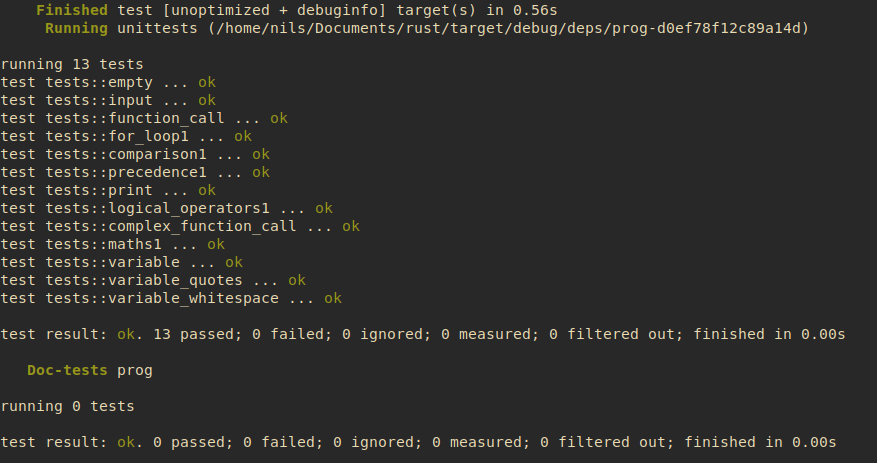 Finished test [unoptimized + debuginfo] target(s) in 0.56s
Running unittests (/home/nils/Documents/rust/target/debug/deps/prog-d0ef78f12c89a14d)
running 13 tests
test tests::empty ... ok
test tests::input ... ok
test tests::function_call ... ok
test tests::for_loop1 ... ok
test tests::comparison1 ... ok
test tests::precedence1 ... ok
test tests::print ... ok
test tests::logical_operators1 ... ok
test tests::complex_function_call ... ok
test tests::maths1 ... ok
test tests::variable ... ok
test tests::variable_quotes ... ok
test tests::variable_whitespace ... ok
test result: ok. 13 passed; 0 failed; 0 ignored; 0 measured; 0 filtered out; finished in 0.00s
Doc-tests prog
running 0 tests
test result: ok. 0 passed; 0 failed; 0 ignored; 0 measured; 0 filtered out; finished in 0.00s